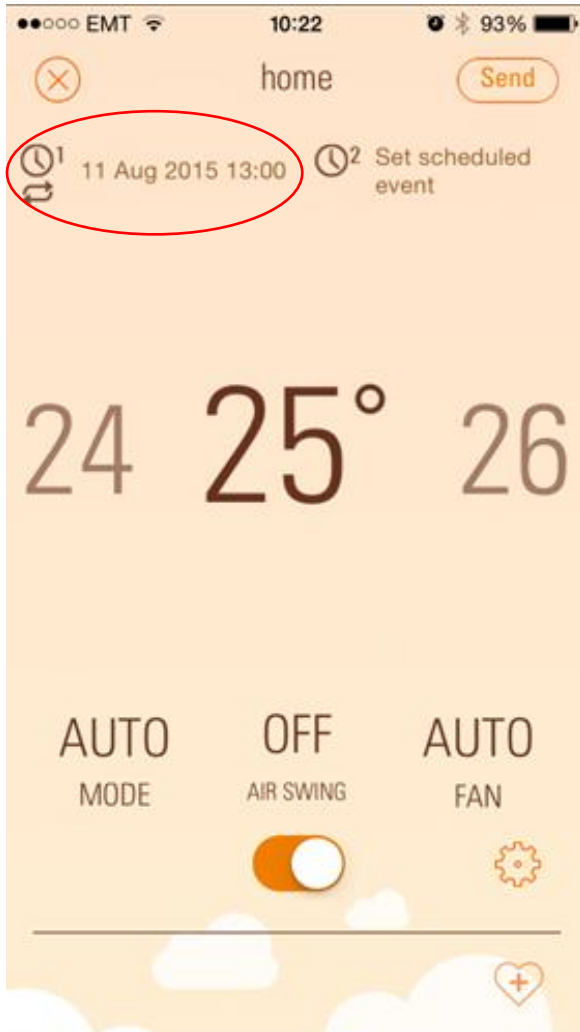 EMT 10:22 93%
home Send
1 11 Aug 2015 13:00 2 Set scheduled
event
24 25° 26
AUTO OFF AUTO
MODE AIR SWING FAN